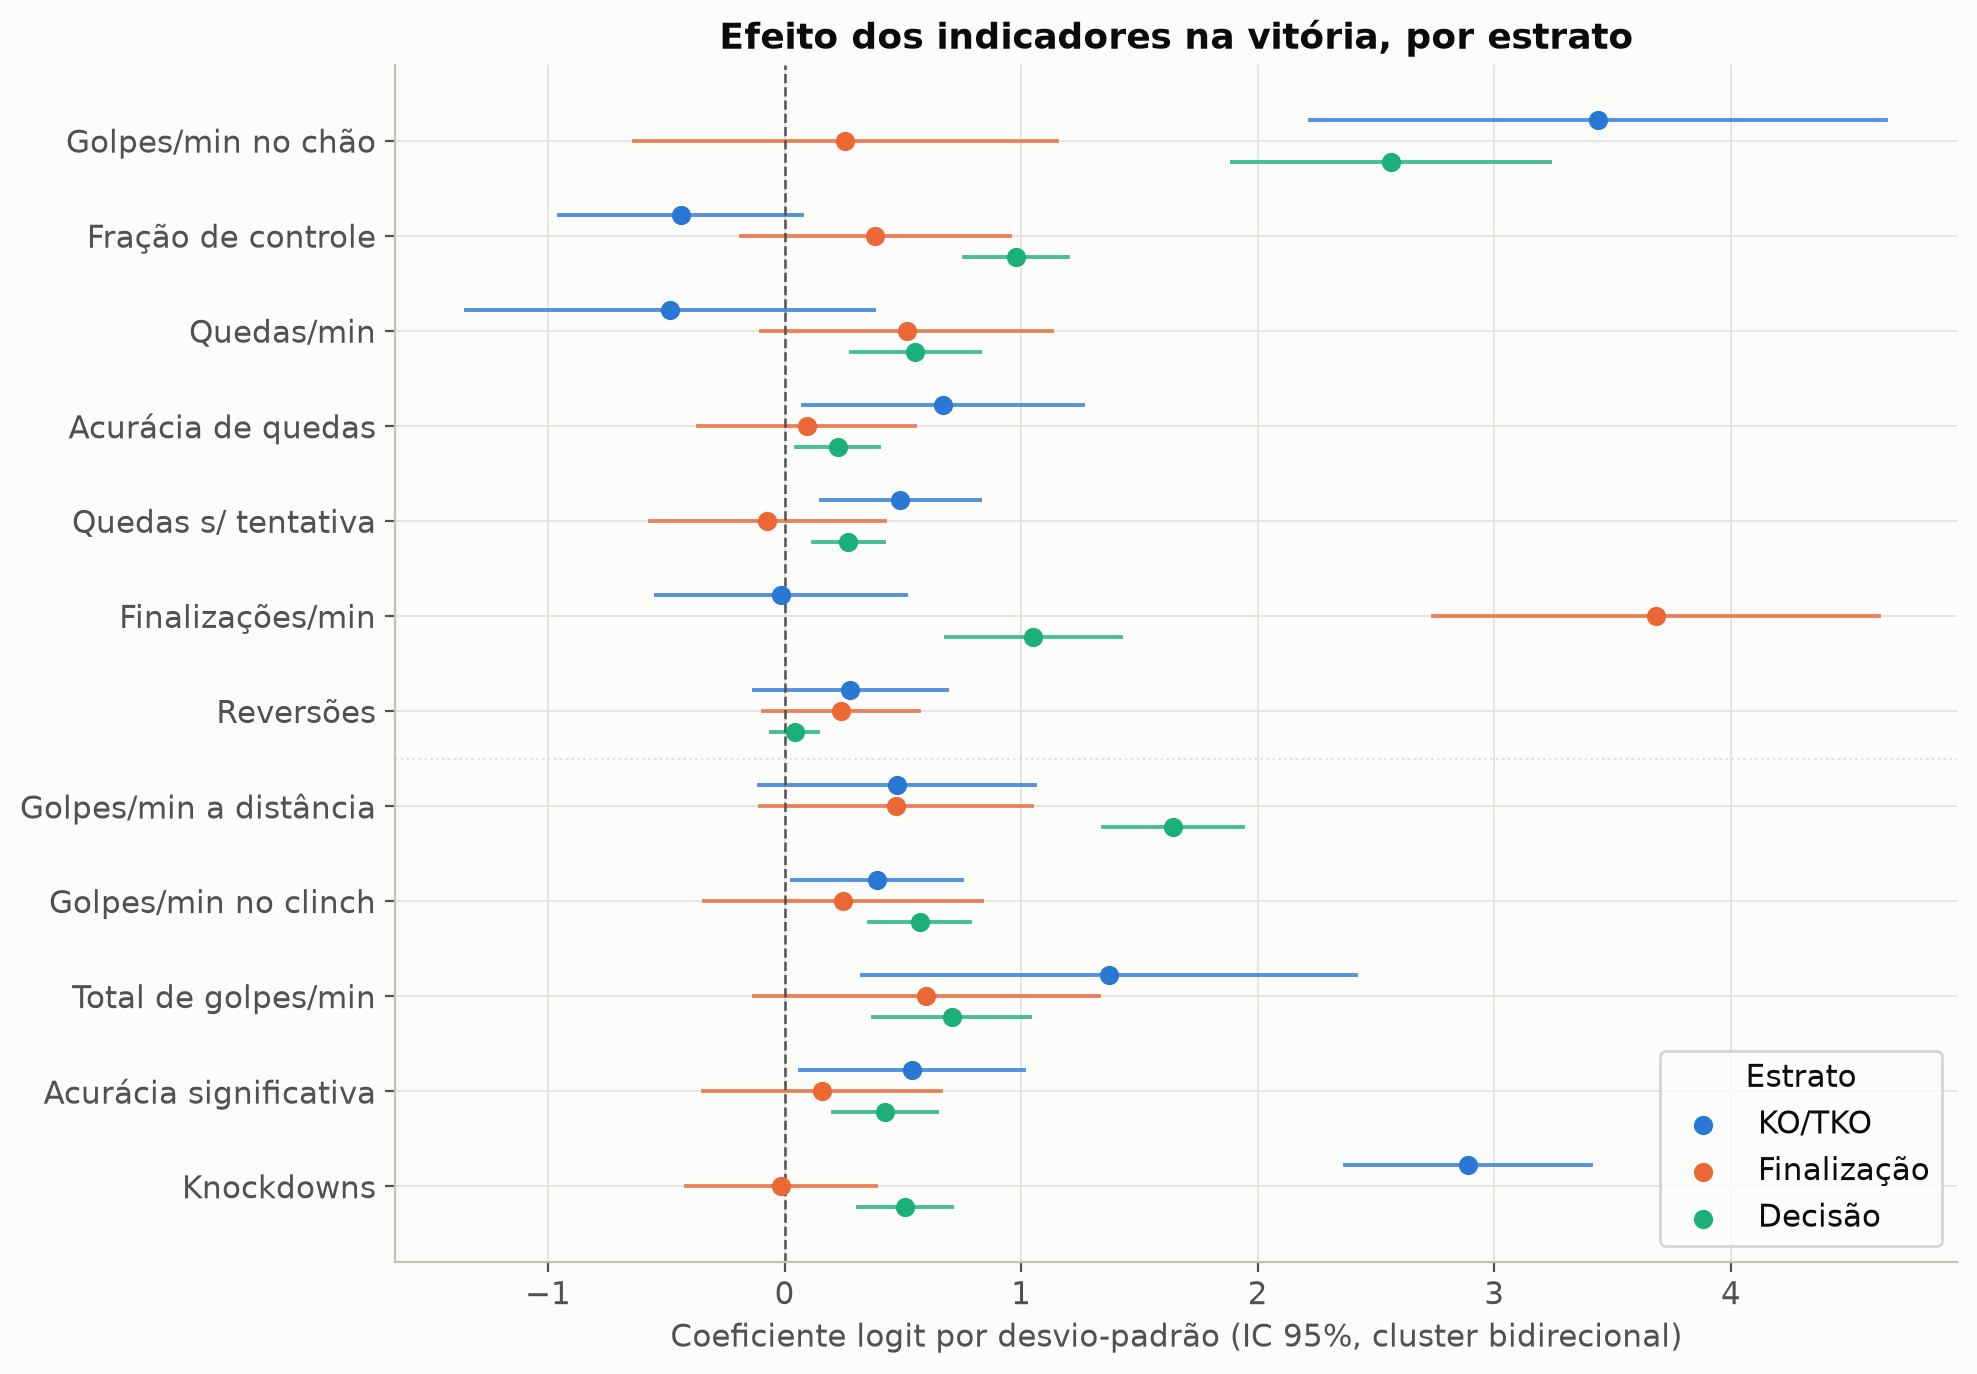 Efeito dos indicadores na vitória, por estrato
Golpes/min no chão
Fração de controle
Quedas/min
Acurácia de quedas
Quedas s/ tentativa
Finalizações/min
Reversões
Golpes/min a distância
Golpes/min no clinch
Total de golpes/min
Acurácia significativa
Knockdowns
Estrato
KO/TKO
Finalização
Decisão
−1 0 1 2 3 4
Coeficiente logit por desvio-padrão (IC 95%, cluster bidirecional)